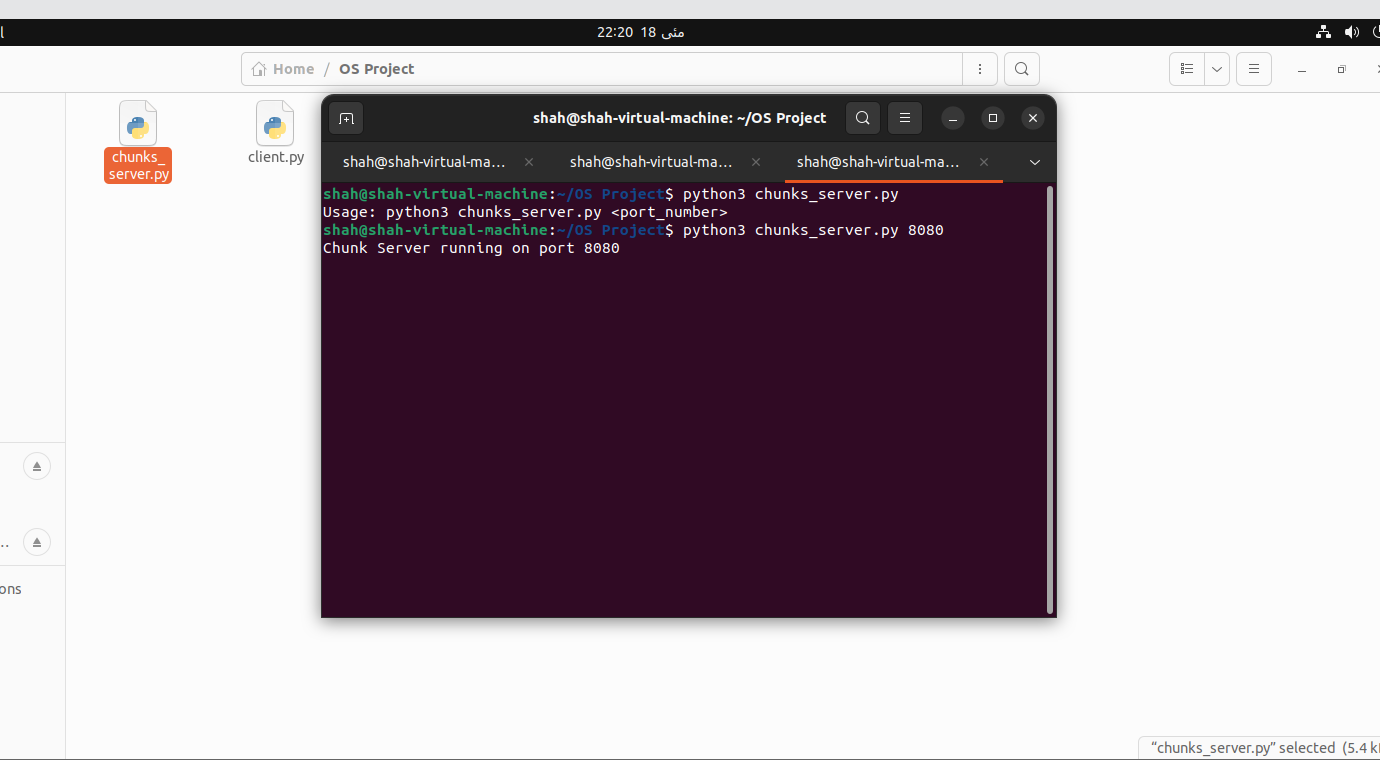 22:20 18 مئی
Home / OS Project
chunks_
server.py
client.py
shah@shah-virtual-machine: ~/OS Project
shah@shah-virtual-ma... shah@shah-virtual-ma... shah@shah-virtual-ma...
shah@shah-virtual-machine:~/OS Project$ python3 chunks_server.py
Usage: python3 chunks_server.py <port_number>
shah@shah-virtual-machine:~/OS Project$ python3 chunks_server.py 8080
Chunk Server running on port 8080
ons
“chunks_server.py” selected (5.4 k